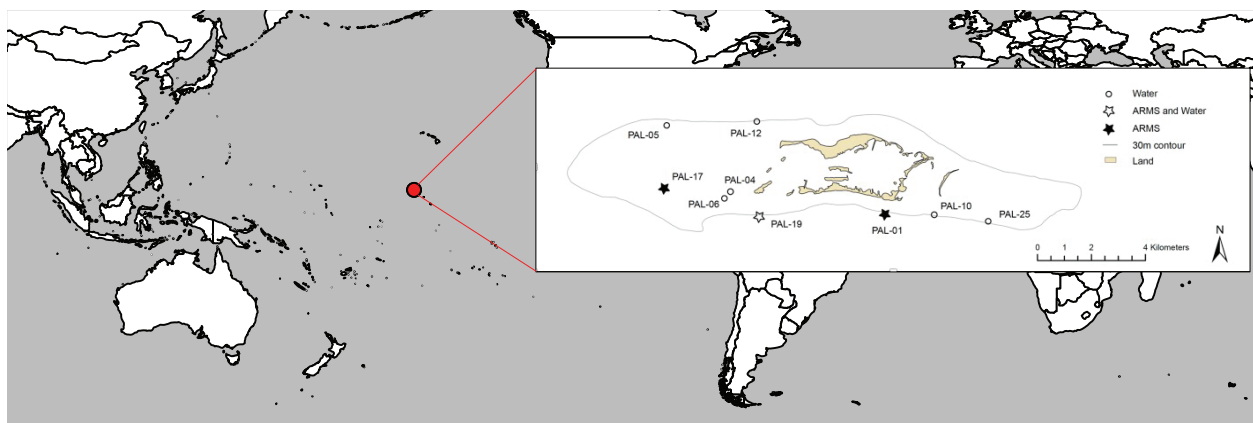 Water
ARMS and Water
ARMS
30m contour
Land
PAL-05
PAL-12
PAL-17
PAL-04
PAL-06
PAL-19
PAL-01
PAL-10
PAL-25
N
0 1 2 4 Kilometers